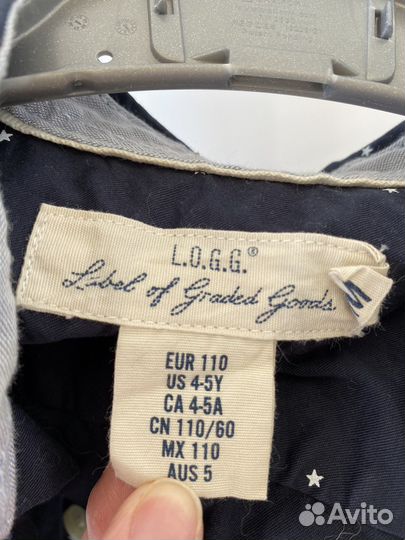 L.O.G.G.®
Label of Graded Goods
EUR 110
US 4-5Y
CA 4-5A
CN 110/60
MX 110
AUS 5
Avito